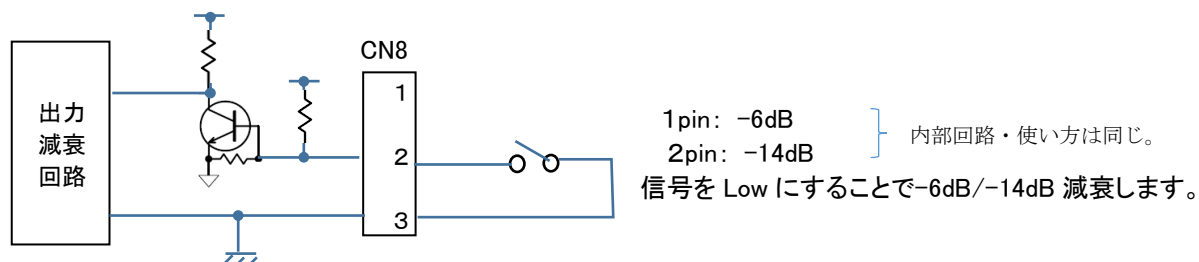 出力
減衰
回路
CN8
1
2
3
1pin: -6dB
2pin: -14dB
内部回路・使い方は同じ。
信号を Low にすることで-6dB/-14dB 減衰します。